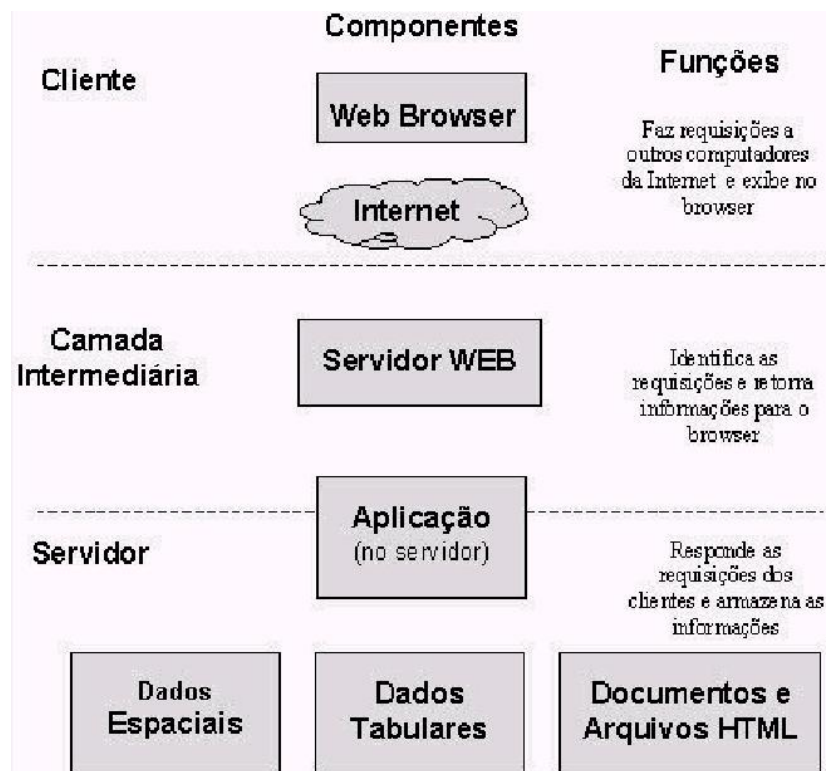 Componentes
Cliente
Funções
Web Browser
Faz requisições a
outros computadores
da Internet e exibe no
browser
Internet
Camada
Intermediária
Servidor WEB
Identifica as
requisições e retorra
informações para o
browser
Aplicação
(no servidor)
Servidor
Responde as
requisições dos
clientes e armazena as
informações
Dados
Espaciais
Dados
Tabulares
Documentos e
Arquivos HTML